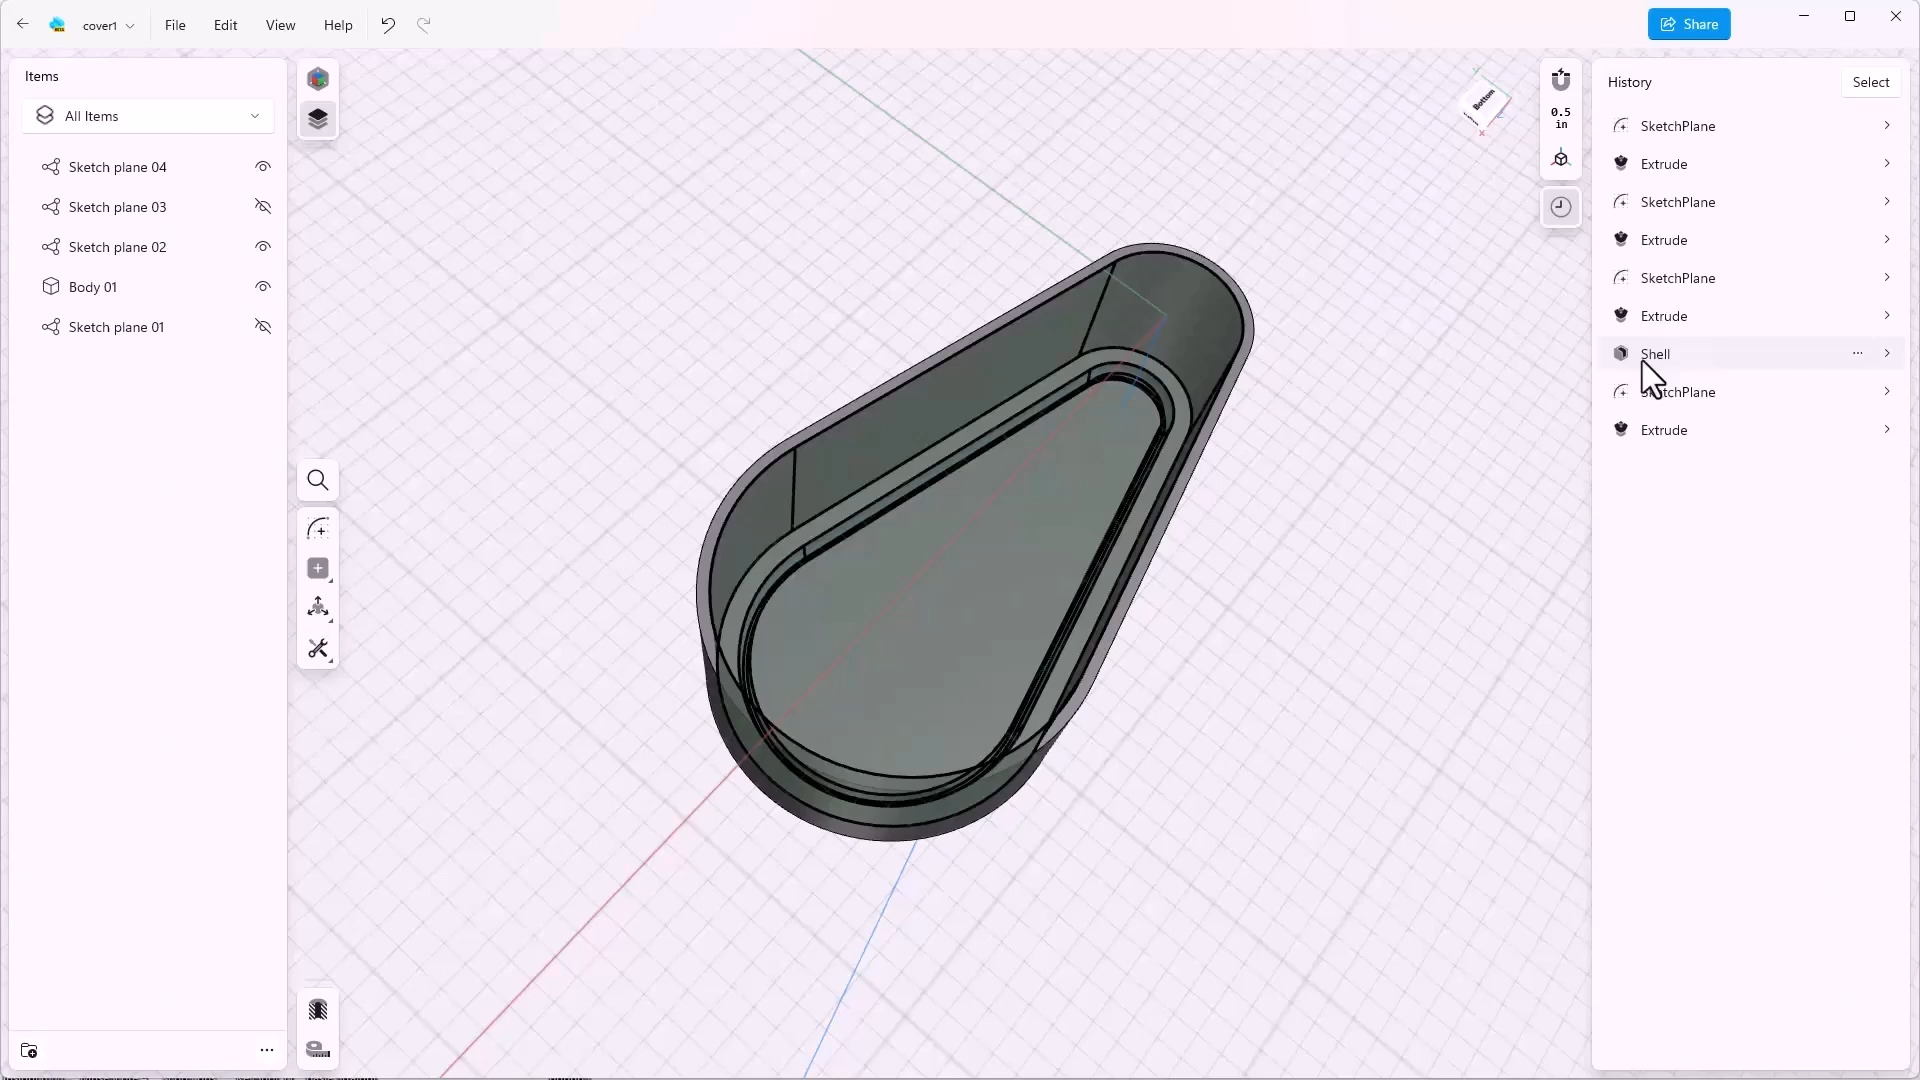 cover1
File
Edit
View
Help
Share
Items
All Items
Sketch plane 04
Sketch plane 03
Sketch plane 02
Body 01
Sketch plane 01
Bottom
0.5
in
History
Select
SketchPlane
Extrude
SketchPlane
Extrude
SketchPlane
Extrude
Shell
Extrude